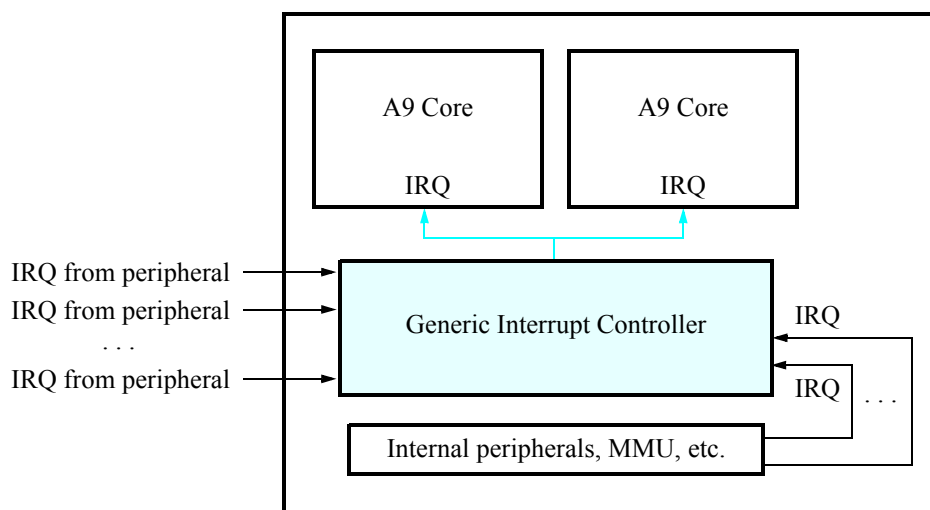 A9 Core
A9 Core
IRQ
IRQ
IRQ from peripheral
IRQ from peripheral
. . .
IRQ from peripheral
Generic Interrupt Controller
IRQ
IRQ
. . .
Internal peripherals, MMU, etc.